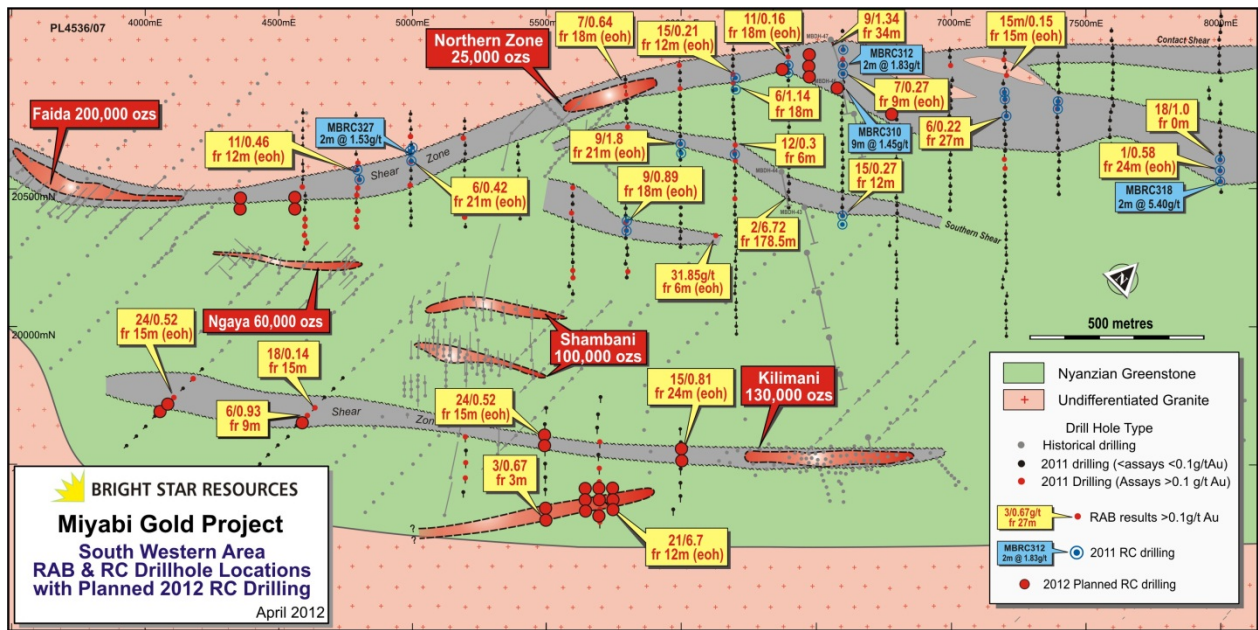 PL4536/07
4000mE
4500mE
5000mE
5500mE
7000mE
7500mE
8000mE
7/0.64
fr 18m (eoh)
15/0.21
fr 12m (eoh)
11/0.16
fr 18m (eoh)
9/1.34
fr 34m
15m/0.15
fr 15m (eoh)
Contact Shear
MBDH-47
Northern Zone
25,000 ozs
MBRC312
2m @ 1.83g/t
7/0.27
fr 9m (eoh)
Faida 200,000 ozs
MBRC327
2m @ 1.53g/t
11/0.46
fr 12m (eoh)
6/1.14
fr 18m
18/1.0
fr 0m
9/1.8
fr 21m (eoh)
12/0.3
fr 6m
MBRC310
9m @ 1.45g/t
6/0.22
fr 27m
1/0.58
fr 24m (eoh)
Shear
Zone
6/0.42
fr 21m (eoh)
9/0.89
fr 18m (eoh)
15/0.27
fr 12m
MBRC318
2m @ 5.40g/t
20500mN
MBDH-43
2/6.72
fr 178.5m
Southern Shear
31.85g/t
fr 6m (eoh)
N
Ngaya 60,000 ozs
20000mN
24/0.52
fr 15m (eoh)
Shambani
100,000 ozs
500 metres
18/0.14
fr 15m
24/0.52
fr 15m (eoh)
15/0.81
fr 24m (eoh)
Kilimani
130,000 ozs
6/0.93
fr 9m
Shear
Zone
3/0.67
fr 3m
21/6.7
fr 12m (eoh)
?
?
BRIGHT STAR RESOURCES
Miyabi Gold Project
South Western Area
RAB & RC Drillhole Locations
with Planned 2012 RC Drilling
April 2012
Nyanzian Greenstone
Undifferentiated Granite
Drill Hole Type
Historical drilling
2011 drilling (<assays <0.1g/tAu)
2011 Drilling (Assays >0.1 g/t Au)
3/0.67g/t
fr 27m
RAB results >0.1g/t Au
MBRC312
2m @ 1.83g/t
2011 RC drilling
2012 Planned RC drilling